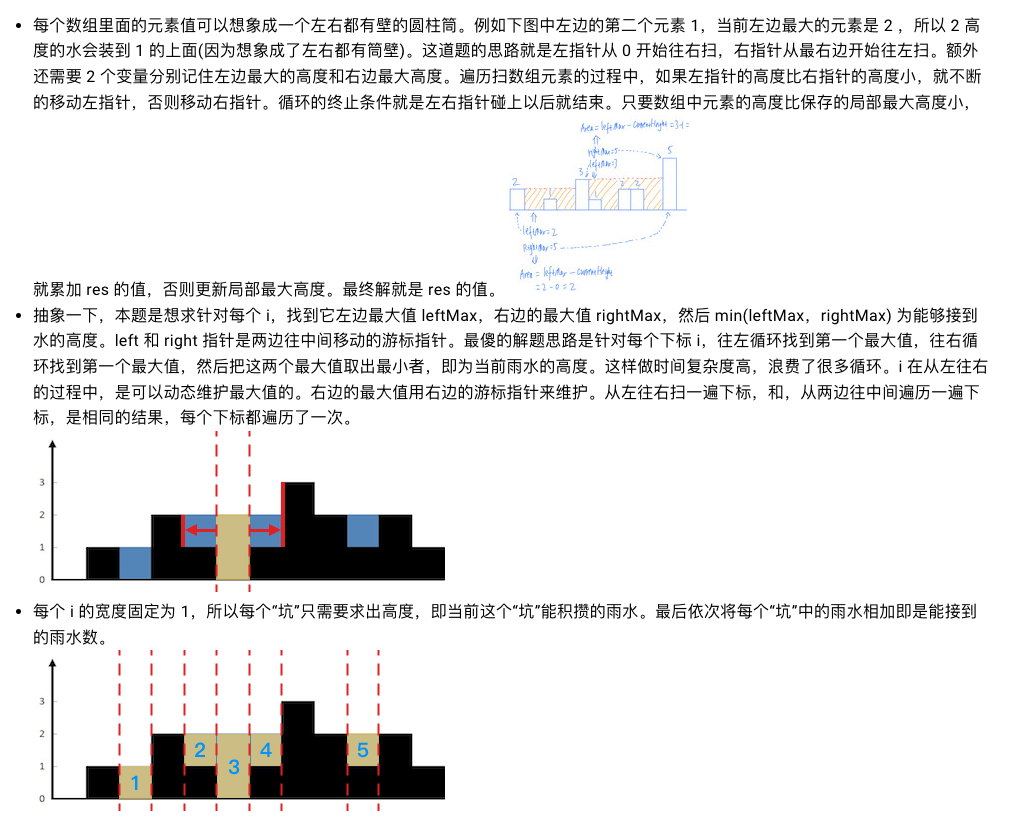 • 每个数组里面的元素值可以想象成一个左右都有壁的圆柱筒。例如下图中左边的第二个元素 1，当前左边最大的元素是 2 ，所以 2 高
度的水会装到 1 的上面(因为想象成了左右都有筒壁)。这道题的思路就是左指针从 0 开始往右扫，右指针从最右边开始往左扫。额外
还需要 2 个变量分别记住左边最大的高度和右边最大高度。遍历扫数组元素的过程中，如果左指针的高度比右指针的高度小，就不断
的移动左指针，否则移动右指针。循环的终止条件就是左右指针碰上以后就结束。只要数组中元素的高度比保存的局部最大高度小，
Area = leftMax - currentHeight = 3-1 =
rightMax=5
leftMax=3
5
3
2
1
1
2
2
leftMax = 2
RightMax = 5
Area = leftMax - currentHeight
= 2 - 0 = 2
就累加 res 的值，否则更新局部最大高度。最终解就是 res 的值。
• 抽象一下，本题是想求针对每个 i，找到它左边最大值 leftMax，右边的最大值 rightMax，然后 min(leftMax，rightMax) 为能够接到
水的高度。left 和 right 指针是两边往中间移动的游标指针。最傻的解题思路是针对每个下标 i，往左循环找到第一个最大值，往右循
环找到第一个最大值，然后把这两个最大值取出最小者，即为当前雨水的高度。这样做时间复杂度高，浪费了很多循环。i 在从左往右
的过程中，是可以动态维护最大值的。右边的最大值用右边的游标指针来维护。从左往右扫一遍下标，和，从两边往中间遍历一遍下
标，是相同的结果，每个下标都遍历了一次。
3
2
1
0
• 每个 i 的宽度固定为 1，所以每个“坑”只需要求出高度，即当前这个“坑”能积攒的雨水。最后依次将每个“坑”中的雨水相加即是能接到
的雨水数。
3
2
1
0
1
2
3
4
5